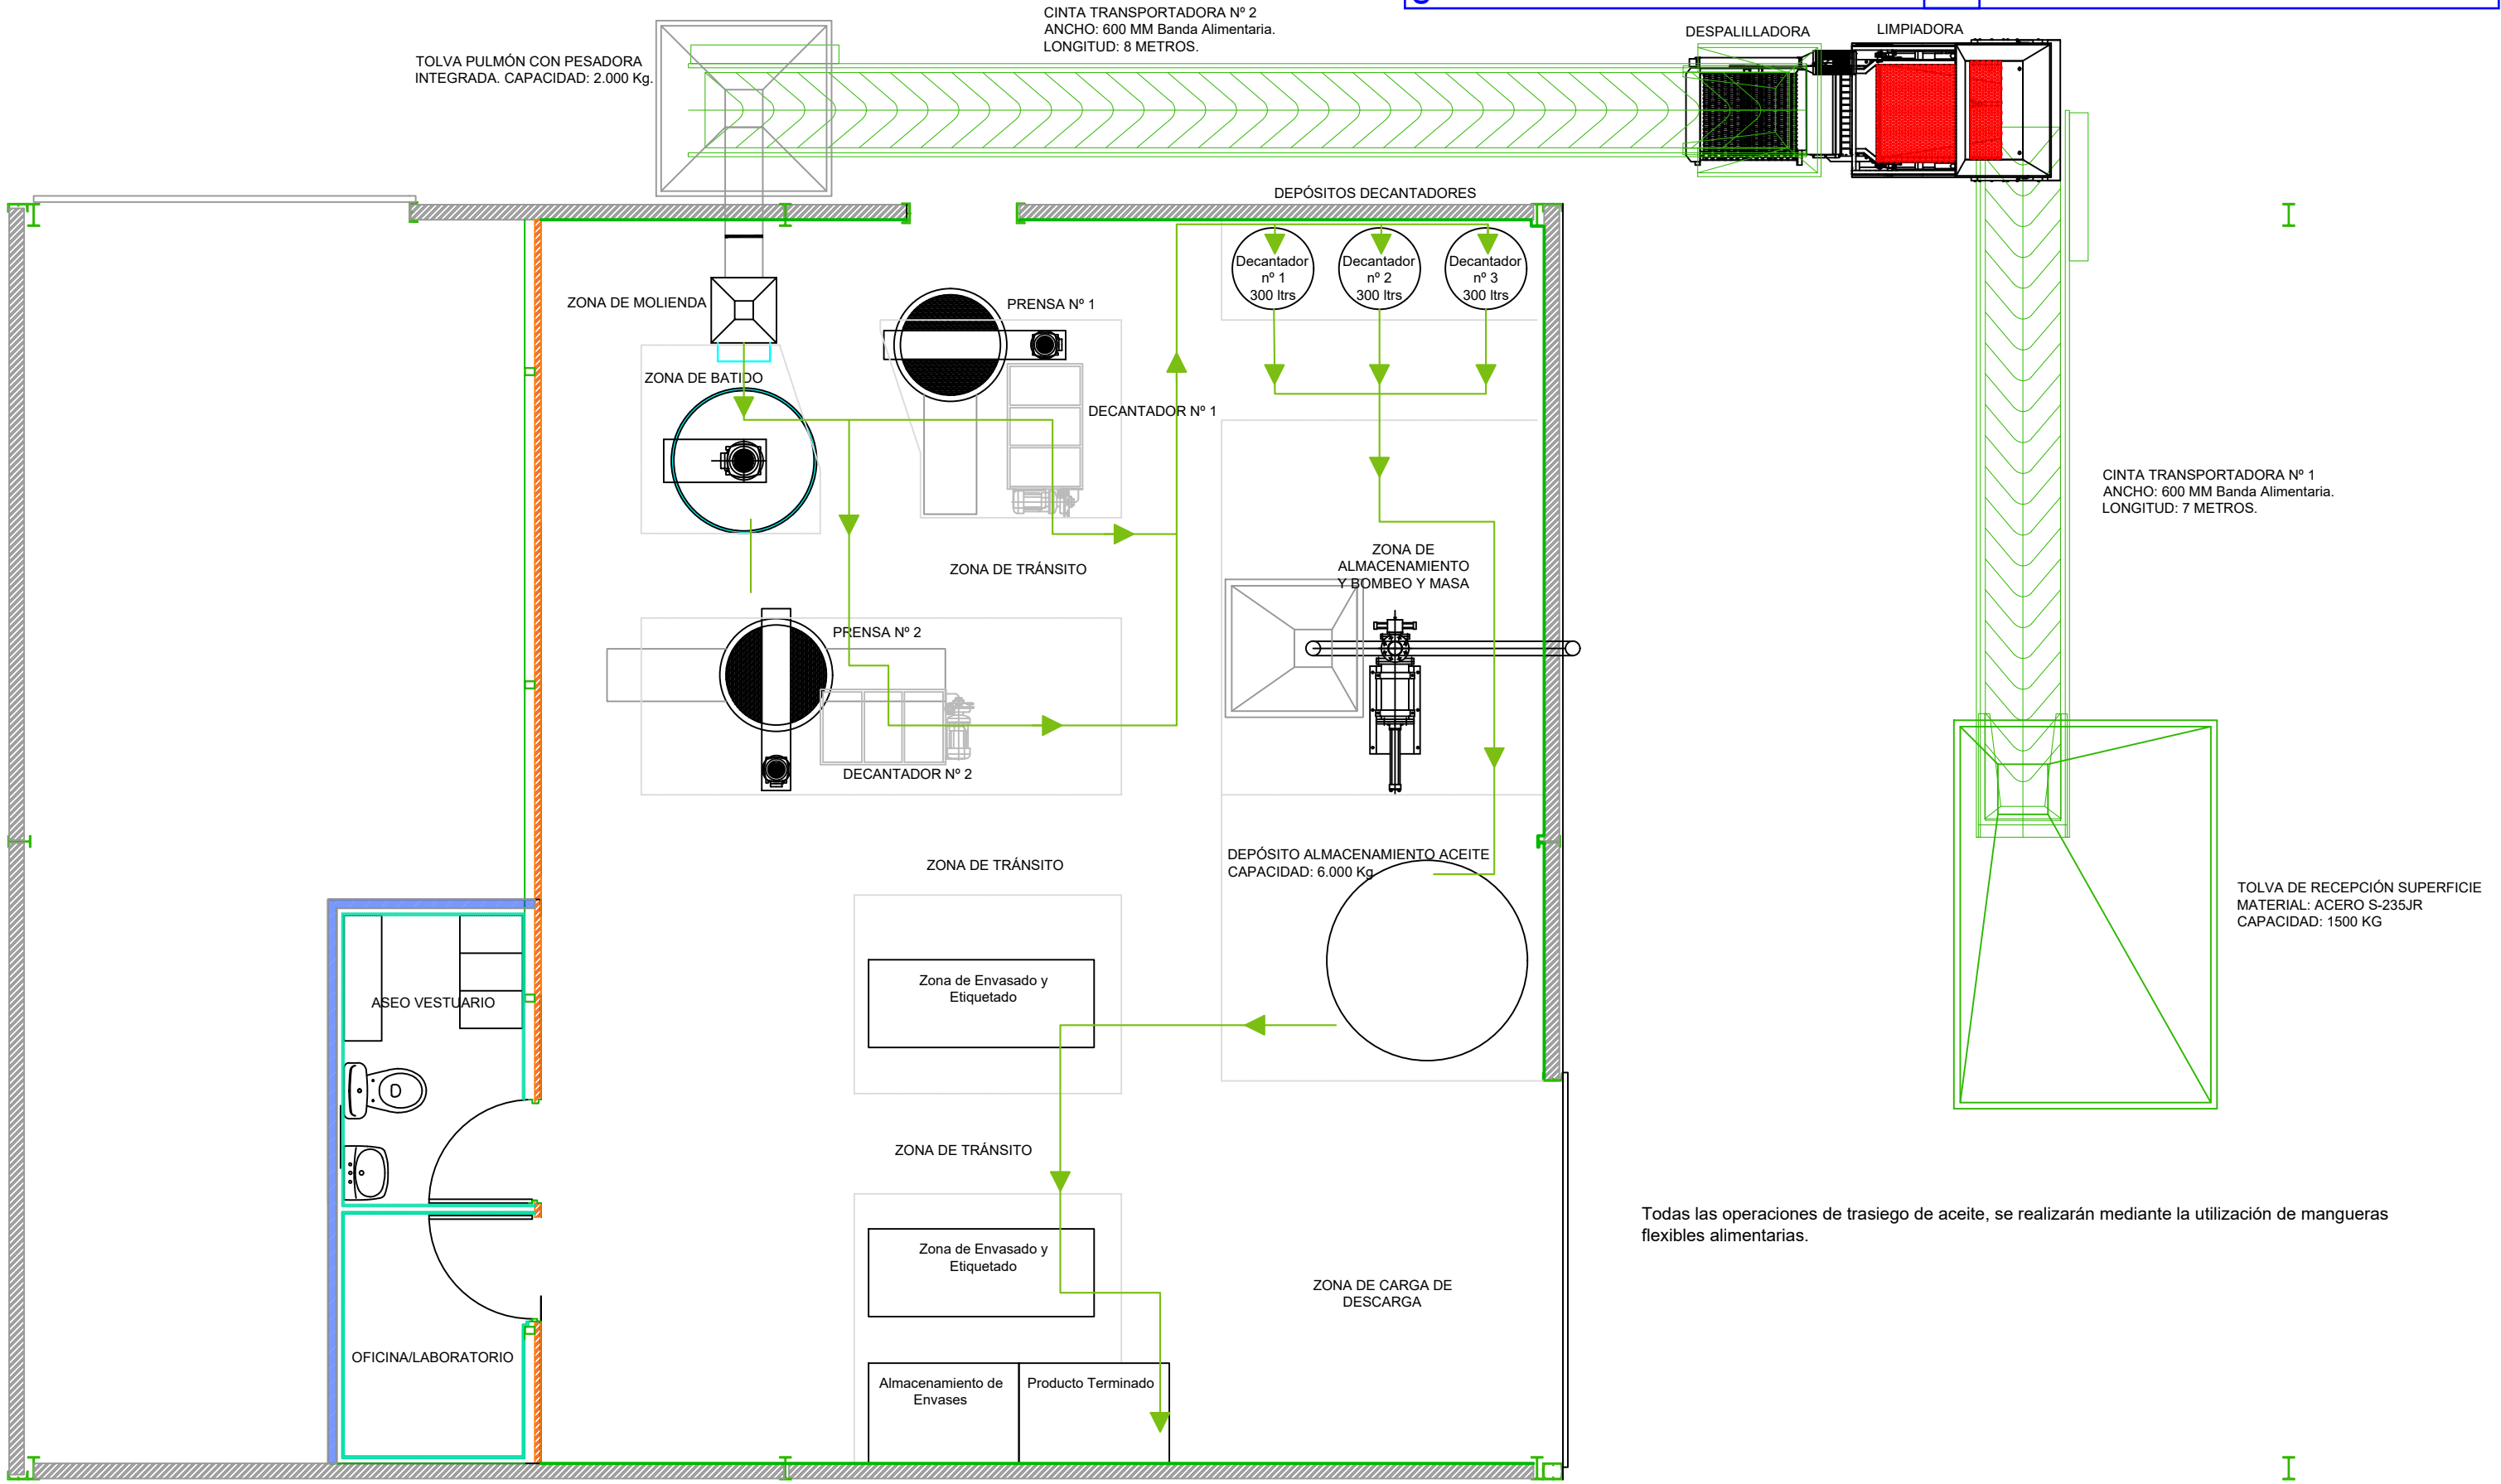 CINTA TRANSPORTADORA Nº 2
ANCHO: 600 MM Banda Alimentaria.
LONGITUD: 8 METROS.
DESPALILLADORA
LIMPIADORA
TOLVA PULMÓN CON PESADORA
INTEGRADA. CAPACIDAD: 2.000 Kg.
DEPÓSITOS DECANTADORES
Decantador
nº 1
300 ltrs
Decantador
nº 2
300 ltrs
Decantador
nº 3
300 ltrs
ZONA DE MOLIENDA
PRENSA Nº 1
ZONA DE BATIDO
DECANTADOR Nº 1
CINTA TRANSPORTADORA Nº 1
ANCHO: 600 MM Banda Alimentaria.
LONGITUD: 7 METROS.
ZONA DE TRÁNSITO
ZONA DE
ALMACENAMIENTO
Y BOMBEO Y MASA
PRENSA Nº 2
DECANTADOR Nº 2
ZONA DE TRÁNSITO
DEPÓSITO ALMACENAMIENTO ACEITE
CAPACIDAD: 6.000 Kg
TOLVA DE RECEPCIÓN SUPERFICIE
MATERIAL: ACERO S-235JR
CAPACIDAD: 1500 KG
Zona de Envasado y
Etiquetado
ASEO VESTUARIO
ZONA DE TRÁNSITO
Todas las operaciones de trasiego de aceite, se realizarán mediante la utilización de mangueras
flexibles alimentarias.
Zona de Envasado y
Etiquetado
ZONA DE CARGA DE
DESCARGA
OFICINA/LABORATORIO
Almacenamiento de
Envases
Producto Terminado